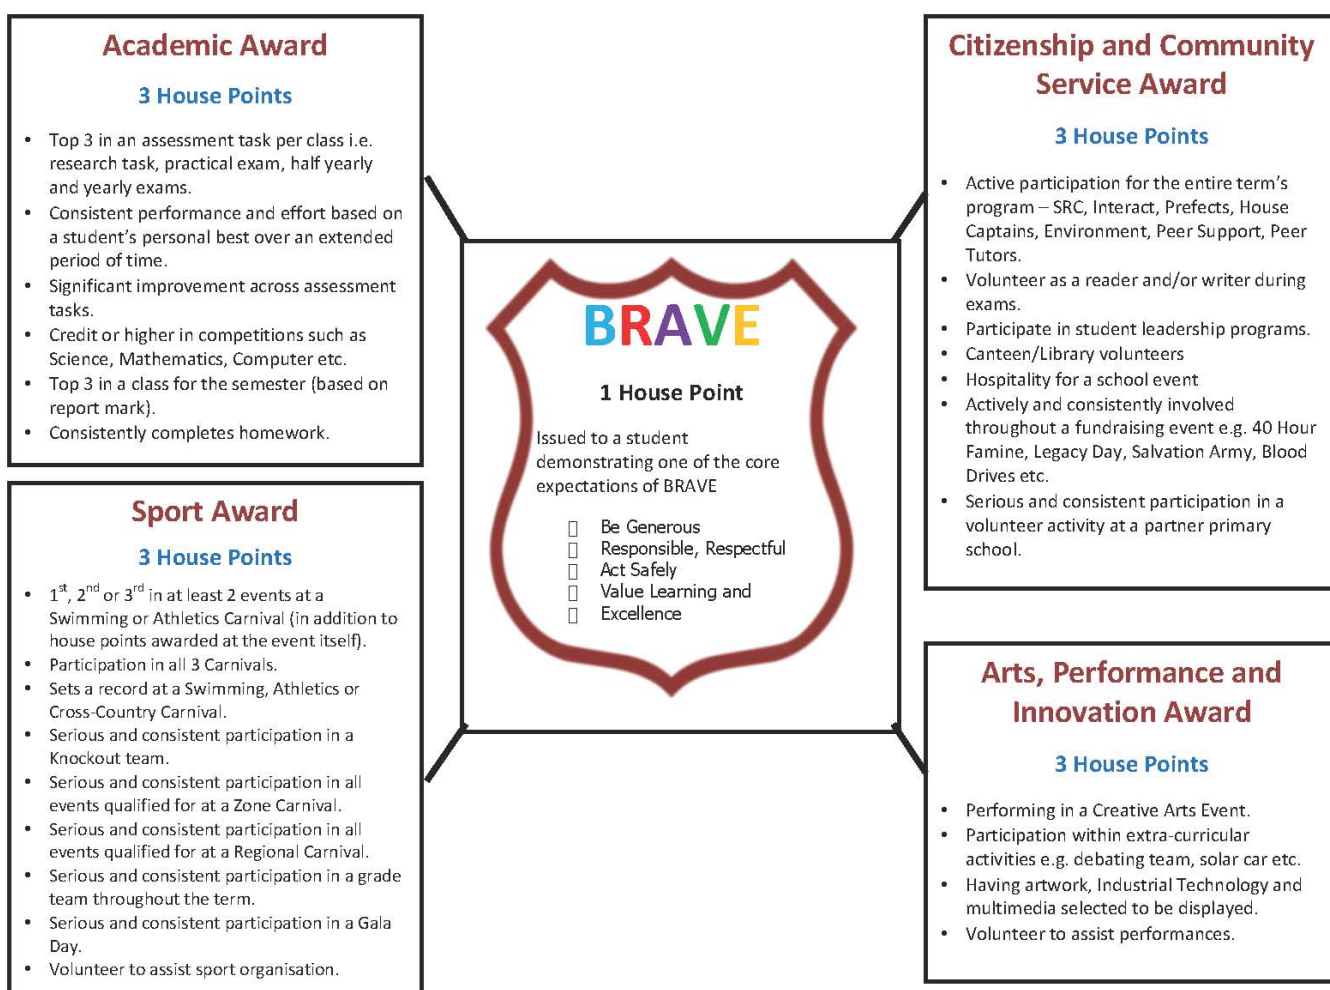 Academic Award
3 House Points
• Top 3 in an assessment task per class i.e.
research task, practical exam, half yearly
and yearly exams.
• Consistent performance and effort based on
a student's personal best over an extended
period of time.
• Significant improvement across assessment
tasks.
• Credit or higher in competitions such as
Science, Mathematics, Computer etc.
• Top 3 in a class for the semester (based on
report mark).
• Consistently completes homework.
Sport Award
3 House Points
• 1st, 2nd or 3rd in at least 2 events at a
Swimming or Athletics Carnival (in addition to
house points awarded at the event itself).
• Participation in all 3 Carnivals.
• Sets a record at a Swimming, Athletics or
Cross-Country Carnival.
• Serious and consistent participation in a
Knockout team.
• Serious and consistent participation in all
events qualified for at a Zone Carnival.
• Serious and consistent participation in all
events qualified for at a Regional Carnival.
• Serious and consistent participation in a grade
team throughout the term.
• Serious and consistent participation in a Gala
Day.
• Volunteer to assist sport organisation.
BRAVE
1 House Point
Issued to a student
demonstrating one of the core
expectations of BRAVE
Be Generous
Responsible, Respectful
Act Safely
Value Learning and
Excellence
Citizenship and Community
Service Award
3 House Points
• Active participation for the entire term's
program – SRC, Interact, Prefects, House
Captains, Environment, Peer Support, Peer
Tutors.
• Volunteer as a reader and/or writer during
exams.
• Participate in student leadership programs.
• Canteen/Library volunteers
• Hospitality for a school event
• Actively and consistently involved
throughout a fundraising event e.g. 40 Hour
Famine, Legacy Day, Salvation Army, Blood
Drives etc.
• Serious and consistent participation in a
volunteer activity at a partner primary
school.
Arts, Performance and
Innovation Award
3 House Points
• Performing in a Creative Arts Event.
• Participation within extra-curricular
activities e.g. debating team, solar car etc.
• Having artwork, Industrial Technology and
multimedia selected to be displayed.
• Volunteer to assist performances.